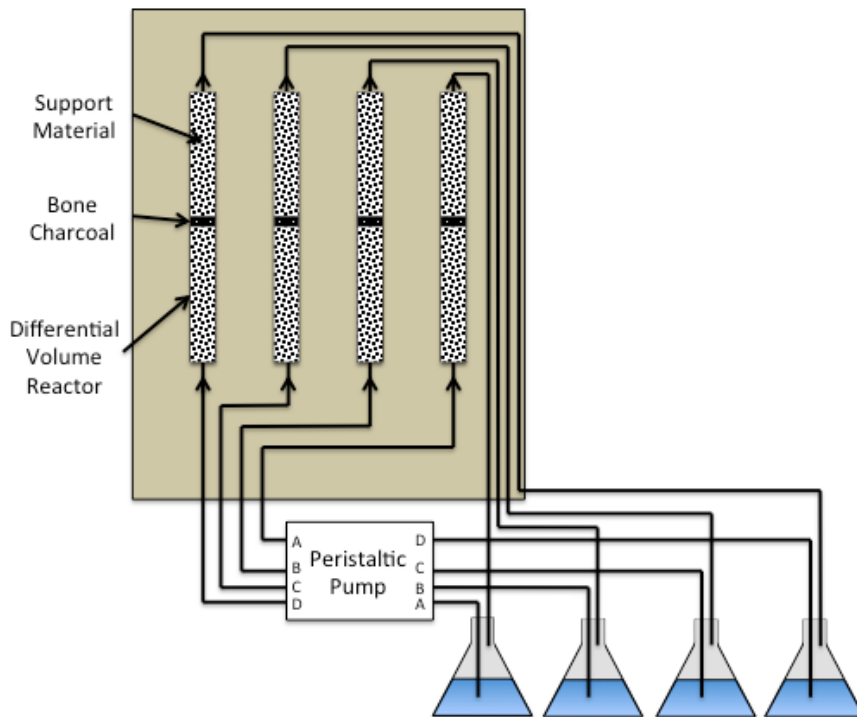 Support
Material
Bone
Charcoal
Differential
Volume
Reactor
A
B
C
D
Peristaltic
Pump
D
C
B
A